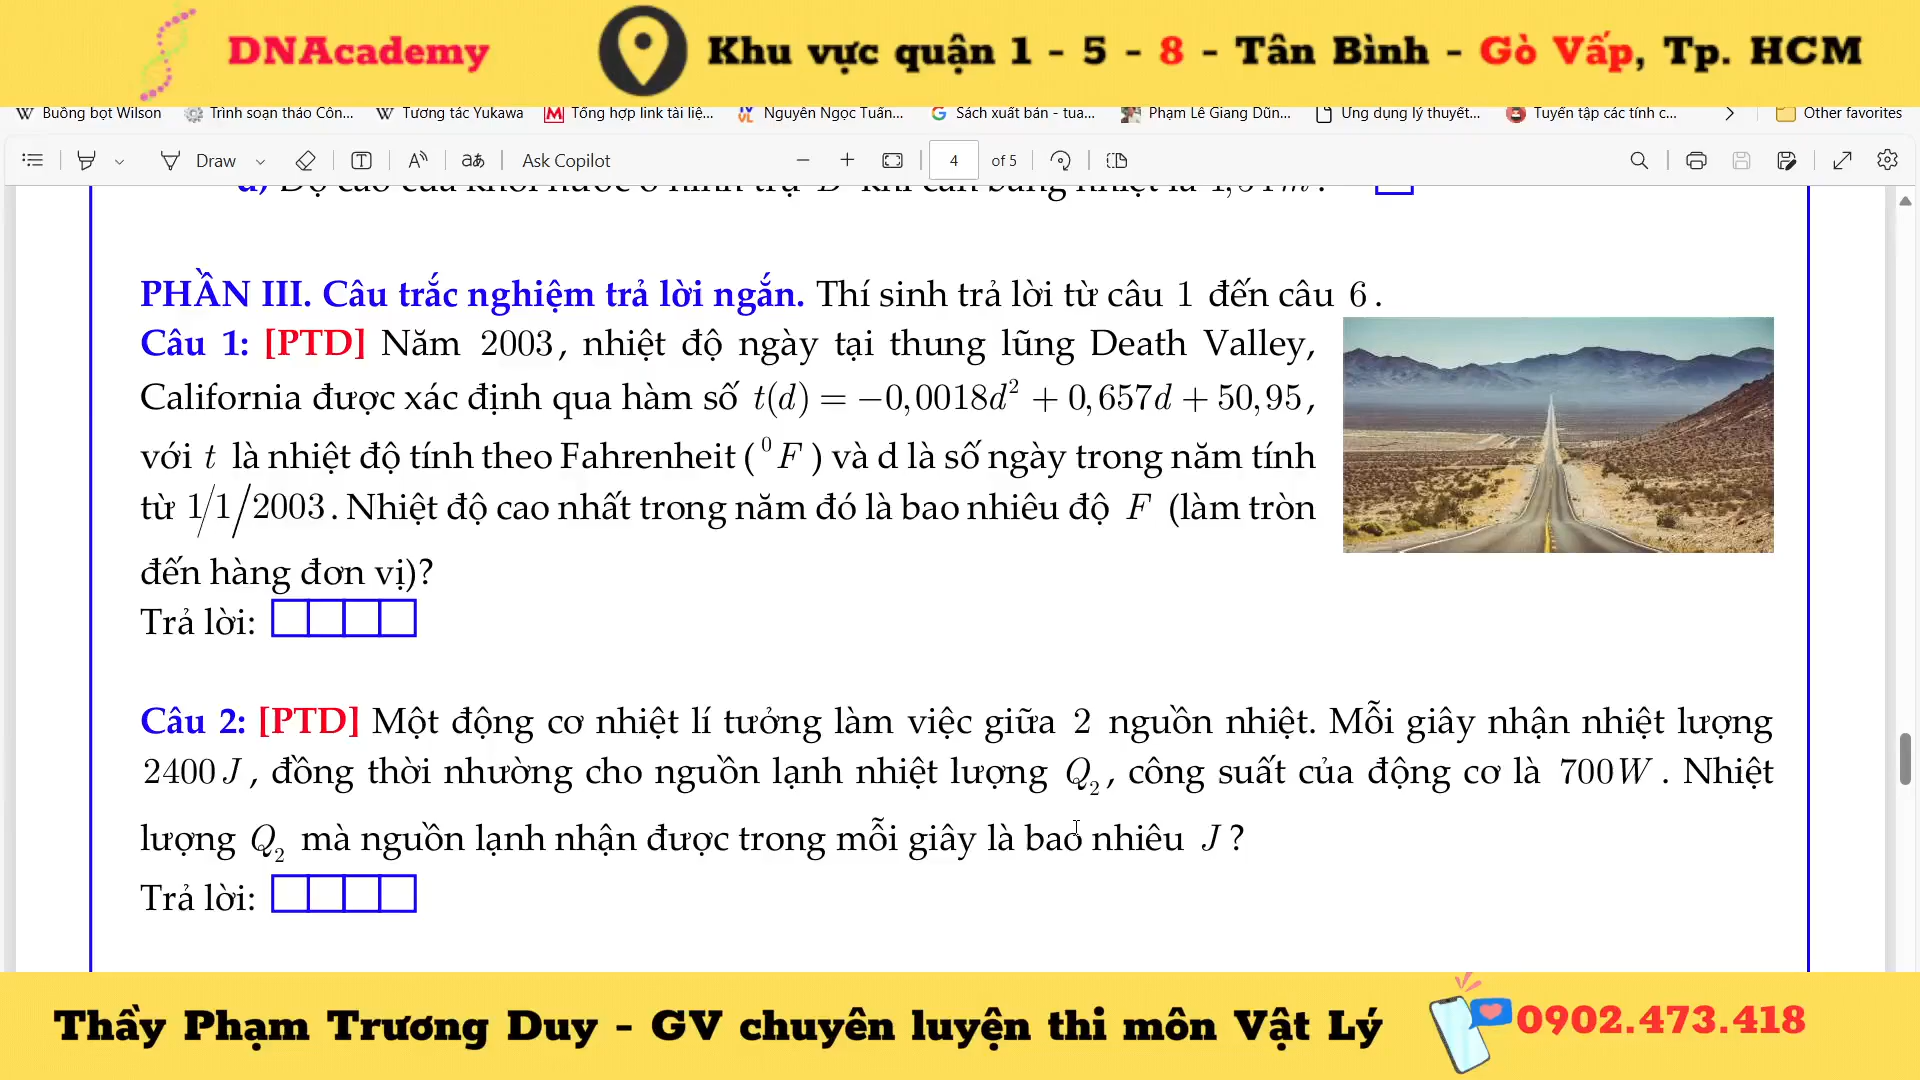 DNAcademy
Khu vực quận 1 - 5 - 8 - Tân Bình - Gò Vấp, Tp. HCM
Buồng bọt Wilson
Trình soạn thảo Côn...
Tương tác Yukawa
Tổng hợp link tài liệ...
Nguyên Ngọc Tuấn...
Sách xuất bản - tua...
Phạm Lê Giang Dũn...
Ứng dụng lý thuyết...
Tuyển tập các tính c...
Other favorites
Draw
Ask Copilot
4 of 5
PHẦN III. Câu trắc nghiệm trả lời ngắn. Thí sinh trả lời từ câu 1 đến câu 6.
Câu 1: [PTD] Năm 2003, nhiệt độ ngày tại thung lũng Death Valley,
California được xác định qua hàm số t(d) = −0,0018d² + 0,657d + 50,95,
với t là nhiệt độ tính theo Fahrenheit (⁰F) và d là số ngày trong năm tính
từ 1/1/2003. Nhiệt độ cao nhất trong năm đó là bao nhiêu độ F (làm tròn
đến hàng đơn vị)?
Trả lời:
Câu 2: [PTD] Một động cơ nhiệt lí tưởng làm việc giữa 2 nguồn nhiệt. Mỗi giây nhận nhiệt lượng
2400J, đồng thời nhường cho nguồn lạnh nhiệt lượng Q₂, công suất của động cơ là 700W. Nhiệt
lượng Q₂ mà nguồn lạnh nhận được trong mỗi giây là bao nhiêu J?
Trả lời:
Thầy Phạm Trương Duy - GV chuyên luyện thi môn Vật Lý
0902.473.418